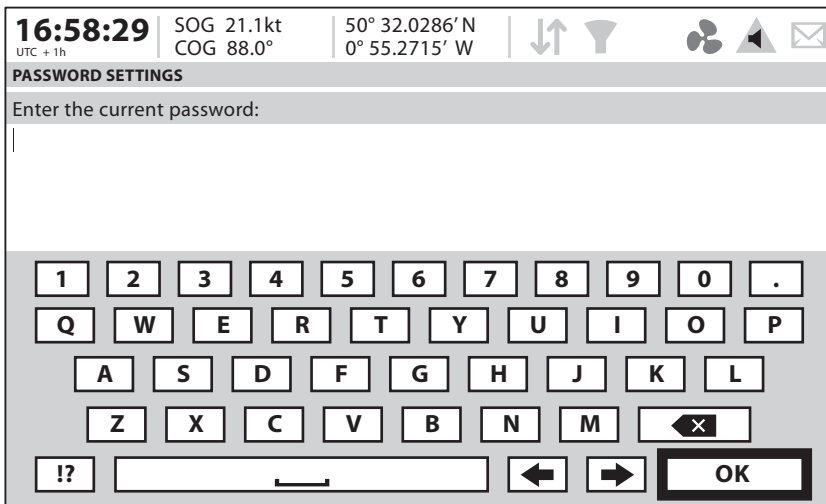 16:58:29 SOG 21.1kt 50° 32.0286′ N
UTC + 1h COG 88.0° 0° 55.2715′ W
PASSWORD SETTINGS
Enter the current password:
1 2 3 4 5 6 7 8 9 0 .
Q W E R T Y U I O P
A S D F G H J K L
Z X C V B N M
!? OK